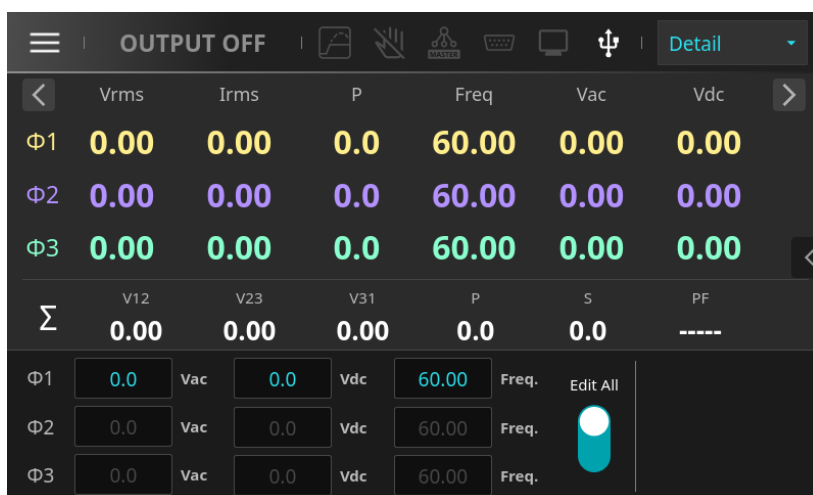 OUTPUT OFF MASTER Detail
Vrms Irms P Freq Vac Vdc
Φ1 0.00 0.00 0.0 60.00 0.00 0.00
Φ2 0.00 0.00 0.0 60.00 0.00 0.00
Φ3 0.00 0.00 0.0 60.00 0.00 0.00
V12 V23 V31 P S PF
Σ 0.00 0.00 0.00 0.0 0.0 -----
Φ1 0.0 Vac 0.0 Vdc 60.00 Freq. Edit All
Φ2 0.0 Vac 0.0 Vdc 60.00 Freq.
Φ3 0.0 Vac 0.0 Vdc 60.00 Freq.